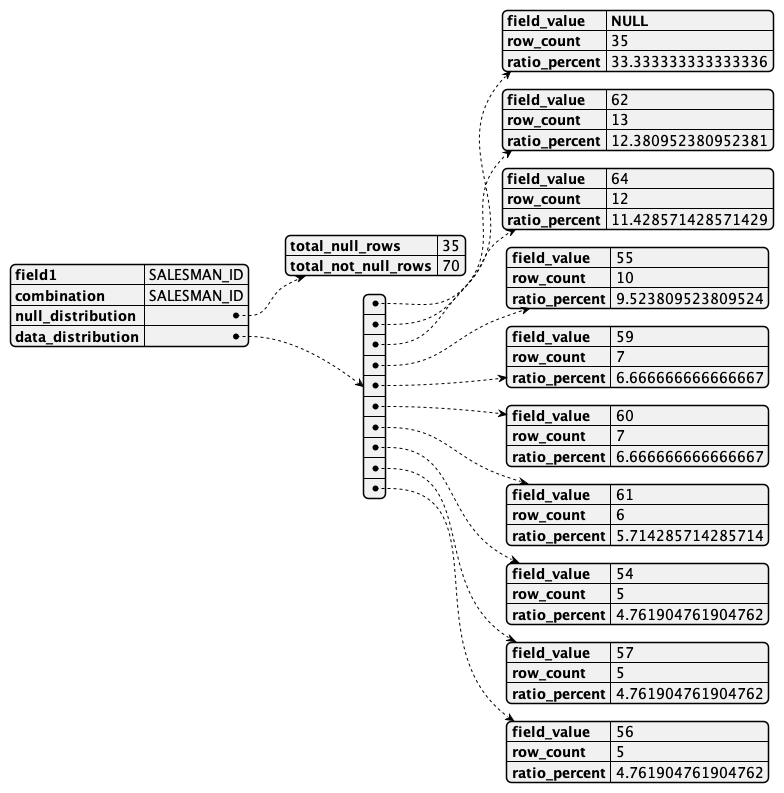 field1 SALESMAN_ID
combination SALESMAN_ID
null_distribution
data_distribution
total_null_rows 35
total_not_null_rows 70
field_value NULL
row_count 35
ratio_percent 33.333333333333336
field_value 62
row_count 13
ratio_percent 12.380952380952381
field_value 64
row_count 12
ratio_percent 11.428571428571429
field_value 55
row_count 10
ratio_percent 9.523809523809524
field_value 59
row_count 7
ratio_percent 6.666666666666667
field_value 60
row_count 7
ratio_percent 6.666666666666667
field_value 61
row_count 6
ratio_percent 5.714285714285714
field_value 54
row_count 5
ratio_percent 4.761904761904762
field_value 57
row_count 5
ratio_percent 4.761904761904762
field_value 56
row_count 5
ratio_percent 4.761904761904762